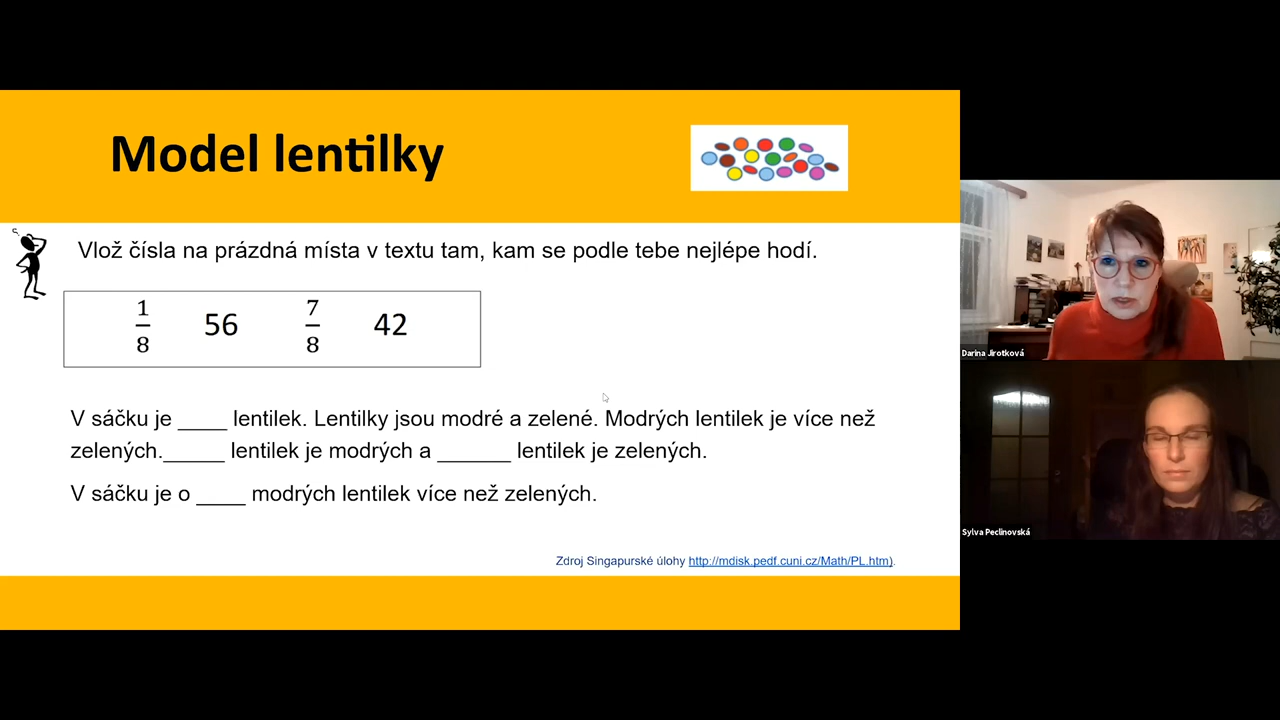 Model lentilky
Vlož čísla na prázdná místa v textu tam, kam se podle tebe nejlépe hodí.
1/8 56 7/8 42
V sáčku je ____ lentilek. Lentilky jsou modré a zelené. Modrých lentilek je více než
zelených._____ lentilek je modrých a ______ lentilek je zelených.
V sáčku je o ____ modrých lentilek více než zelených.
Zdroj Singapurské úlohy http://mdisk.pedf.cuni.cz/Math/PL.htm).
Darina Jirotková
Sylva Peclinovská